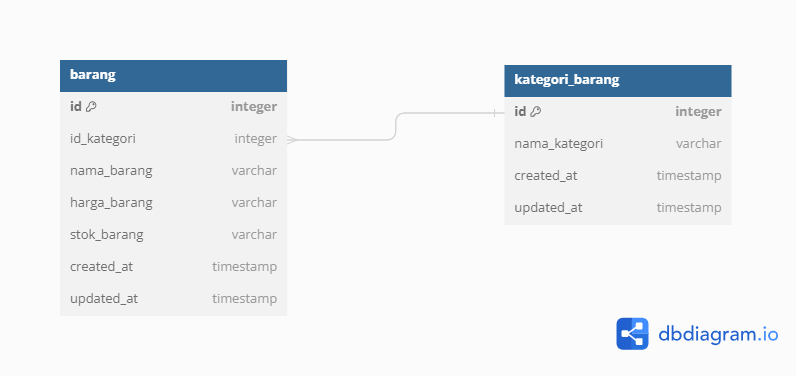 barang
id integer
id_kategori integer
nama_barang varchar
harga_barang varchar
stok_barang varchar
created_at timestamp
updated_at timestamp
kategori_barang
id integer
nama_kategori varchar
created_at timestamp
updated_at timestamp
dbdiagram.io